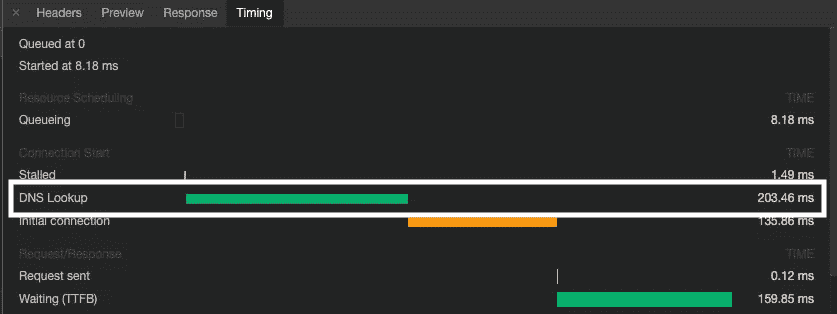 × Headers Preview Response Timing
Queued at 0
Started at 8.18 ms
Resource Scheduling TIME
Queueing 8.18 ms
Connection Start TIME
Stalled 1.49 ms
DNS Lookup 203.46 ms
Initial connection 135.86 ms
Request/Response TIME
Request sent 0.12 ms
Waiting (TTFB) 159.85 ms